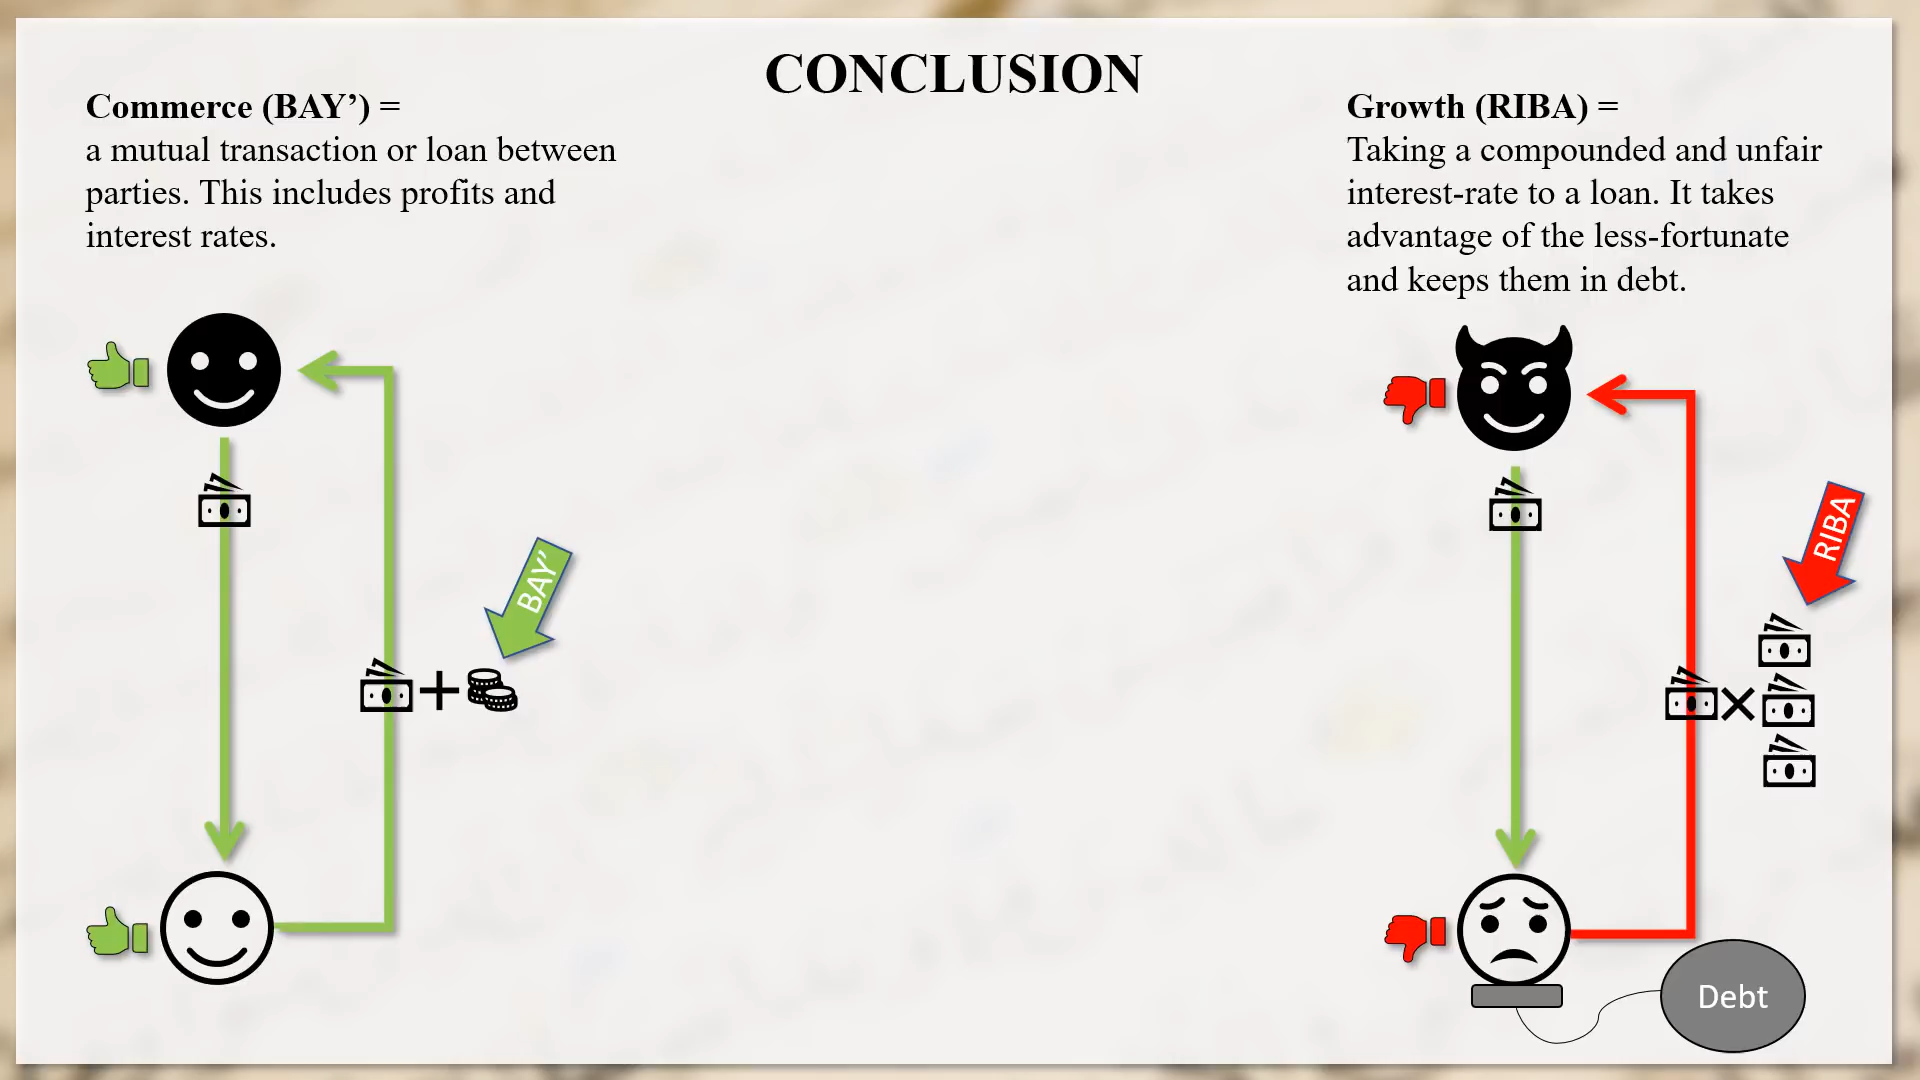 CONCLUSION
Commerce (BAY’) =
a mutual transaction or loan between
parties. This includes profits and
interest rates.
BAY’
Growth (RIBA) =
Taking a compounded and unfair
interest-rate to a loan. It takes
advantage of the less-fortunate
and keeps them in debt.
RIBA
Debt